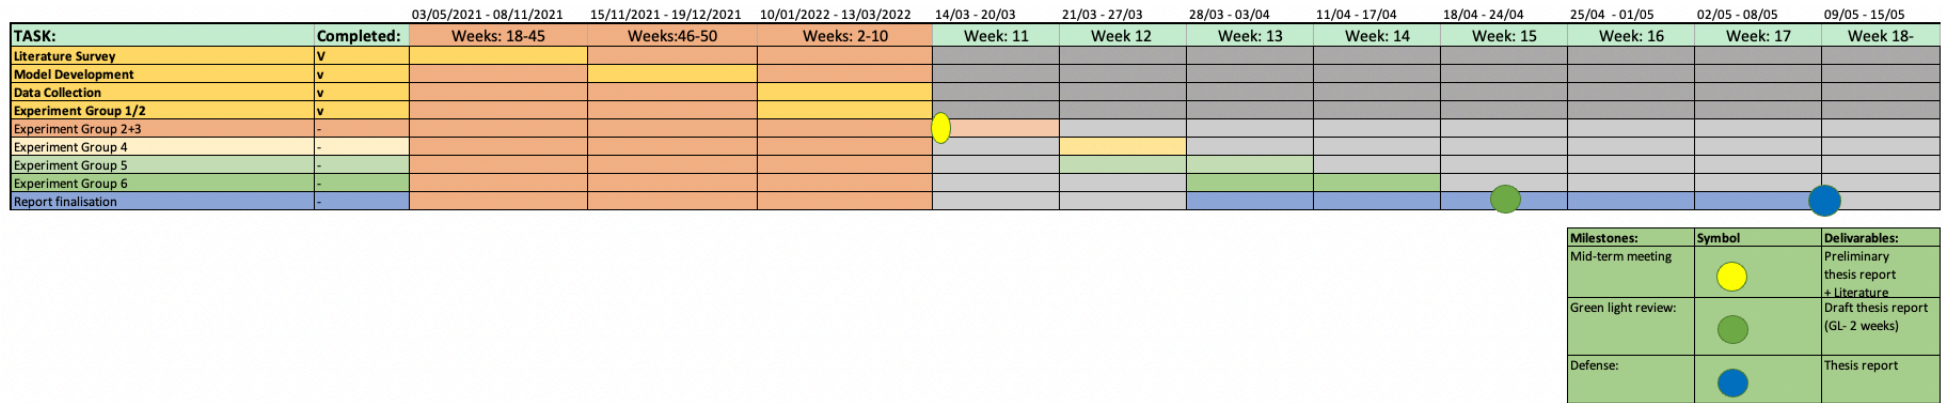 03/05/2021 - 08/11/2021 15/11/2021 - 19/12/2021 10/01/2022 - 13/03/2022 14/03 - 20/03 21/03 - 27/03 28/03 - 03/04 11/04 - 17/04 18/04 - 24/04 25/04 - 01/05 02/05 - 08/05 09/05 - 15/05
TASK: Completed: Weeks: 18-45 Weeks:46-50 Weeks: 2-10 Week: 11 Week 12 Week: 13 Week: 14 Week: 15 Week: 16 Week: 17 Week 18-
Literature Survey V
Model Development v
Data Collection v
Experiment Group 1/2 v
Experiment Group 2+3 -
Experiment Group 4 -
Experiment Group 5 -
Experiment Group 6 -
Report finalisation -
Milestones: Symbol Delivarables:
Mid-term meeting Preliminary
thesis report
+ Literature
Green light review: Draft thesis report
(GL- 2 weeks)
Defense: Thesis report